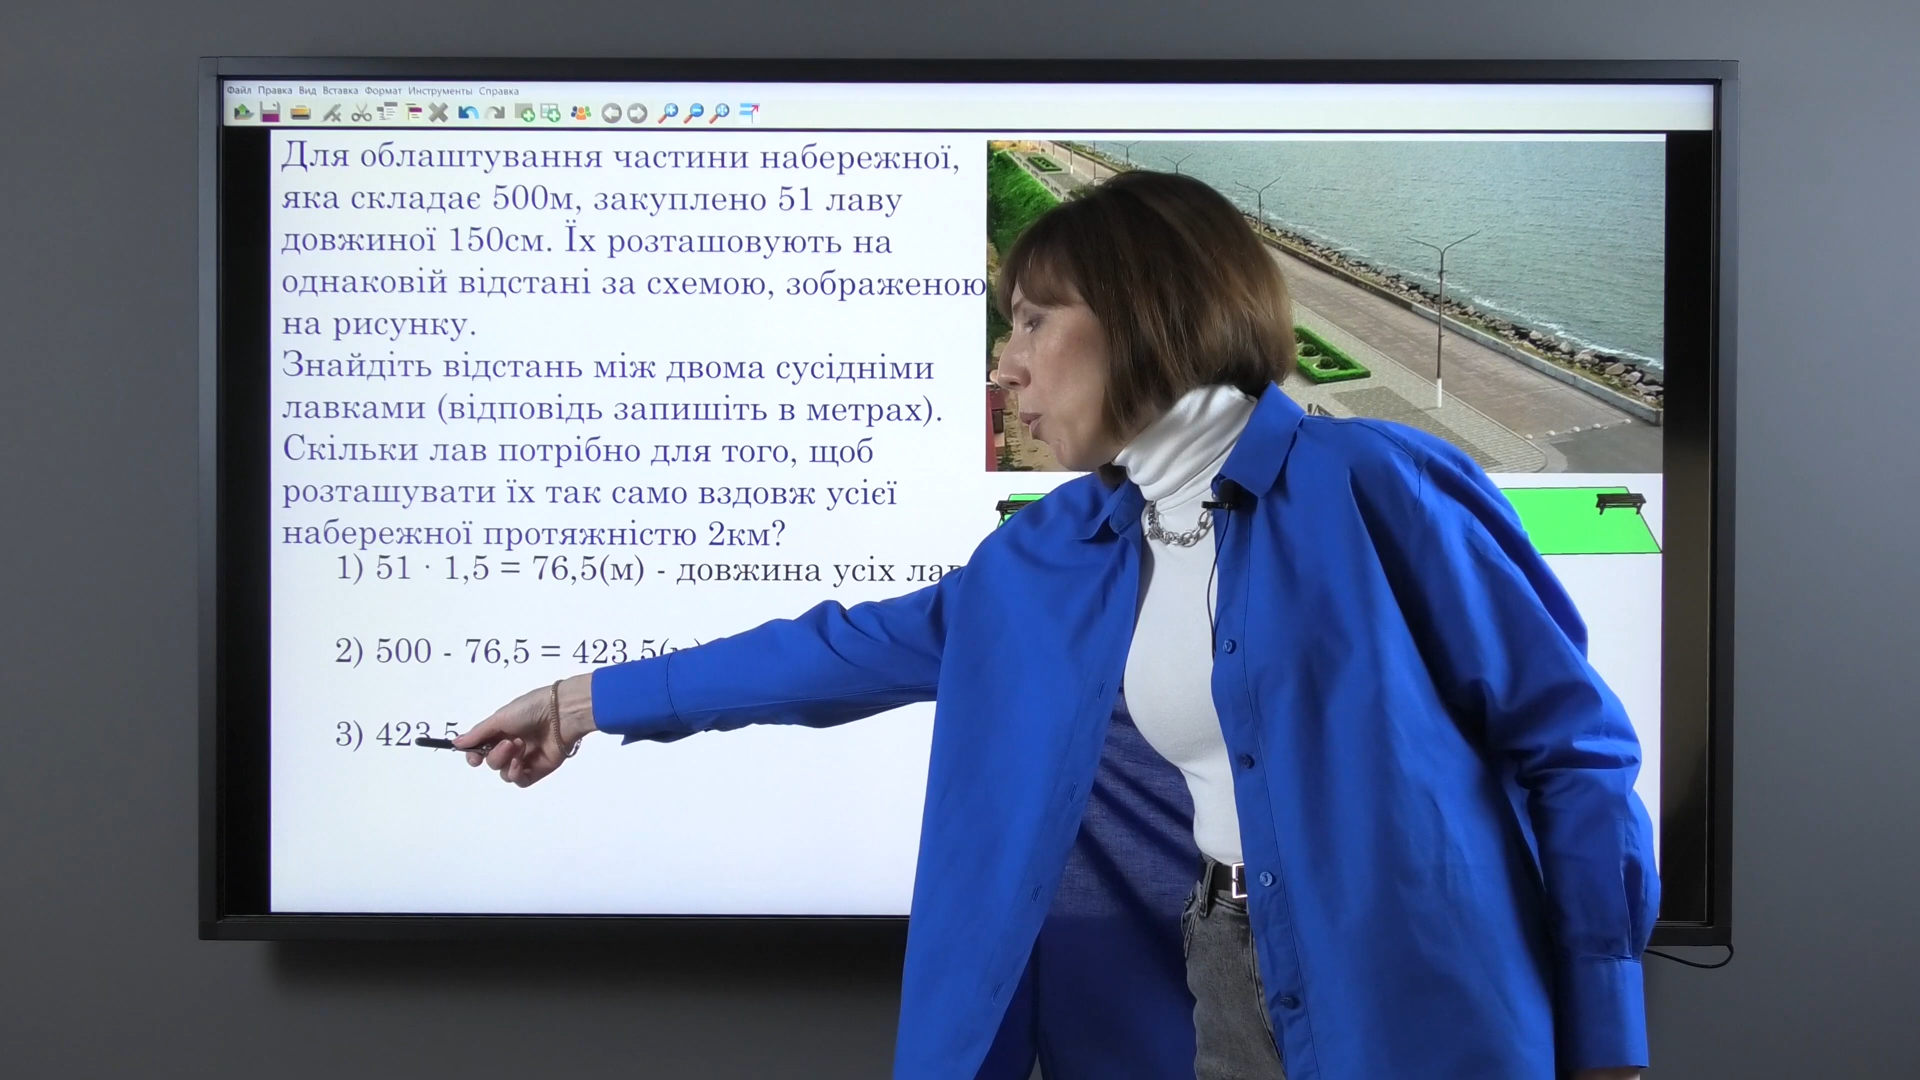 Файл Правка Вид Вставка Формат Инструменты Справка
Для облаштування частини набережної,
яка складає 500м, закуплено 51 лаву
довжиної 150см. Їх розташовують на
однаковій відстані за схемою, зображеною
на рисунку.
Знайдіть відстань між двома сусідніми
лавками (відповідь запишіть в метрах).
Скільки лав потрібно для того, щоб
розташувати їх так само вздовж усієї
набережної протяжністю 2км?
1) 51 · 1,5 = 76,5(м) - довжина усіх
2) 500 - 76,5 = 423,5(м)
3) 423,5